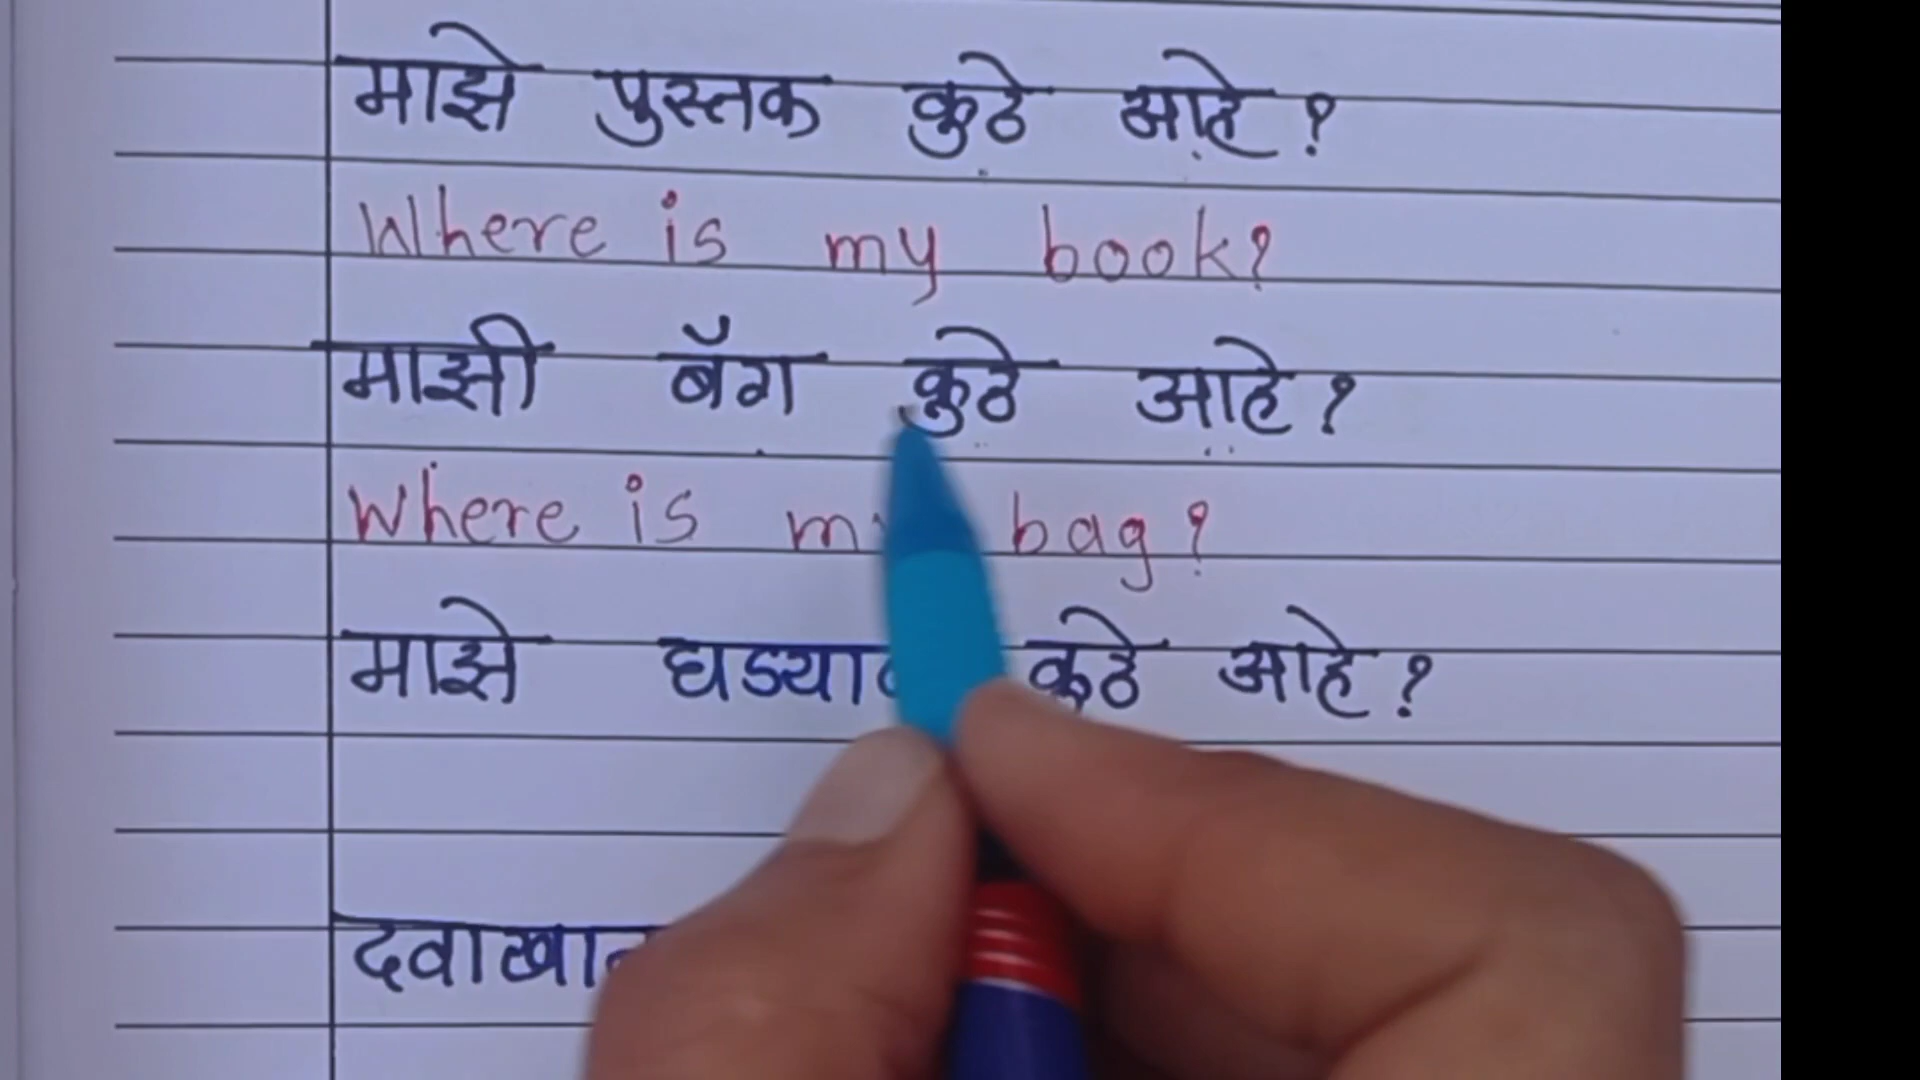 माझे पुस्तक कुठे आहे?
Where is my book?
माझी बॅग कुठे आहे?
Where is bag?
माझे कुठे आहे?